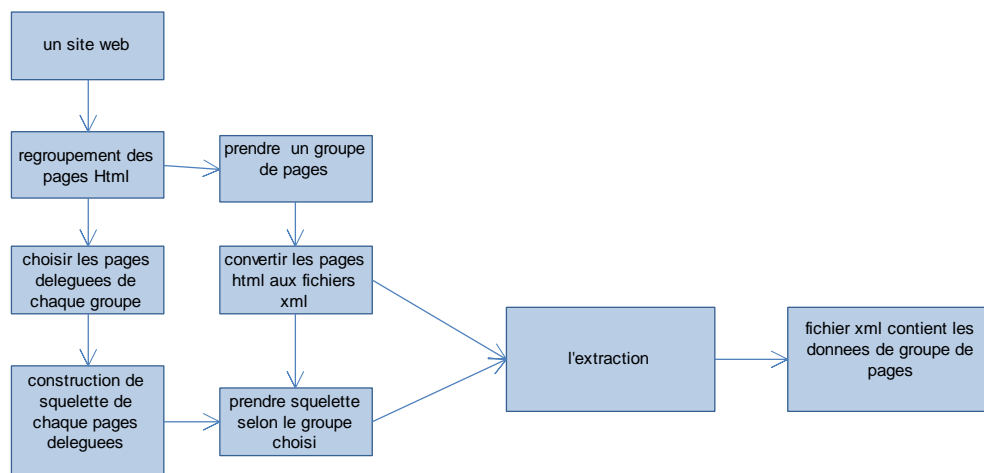 un site web
regroupement des
pages Html
prendre un groupe
de pages
choisir les pages
deleguees de
chaque groupe
convertir les pages
html aux fichiers
xml
construction de
squelette de
chaque pages
deleguees
prendre squelette
selon le groupe
choisi
l'extraction
fichier xml contient les
donnees de groupe de
pages